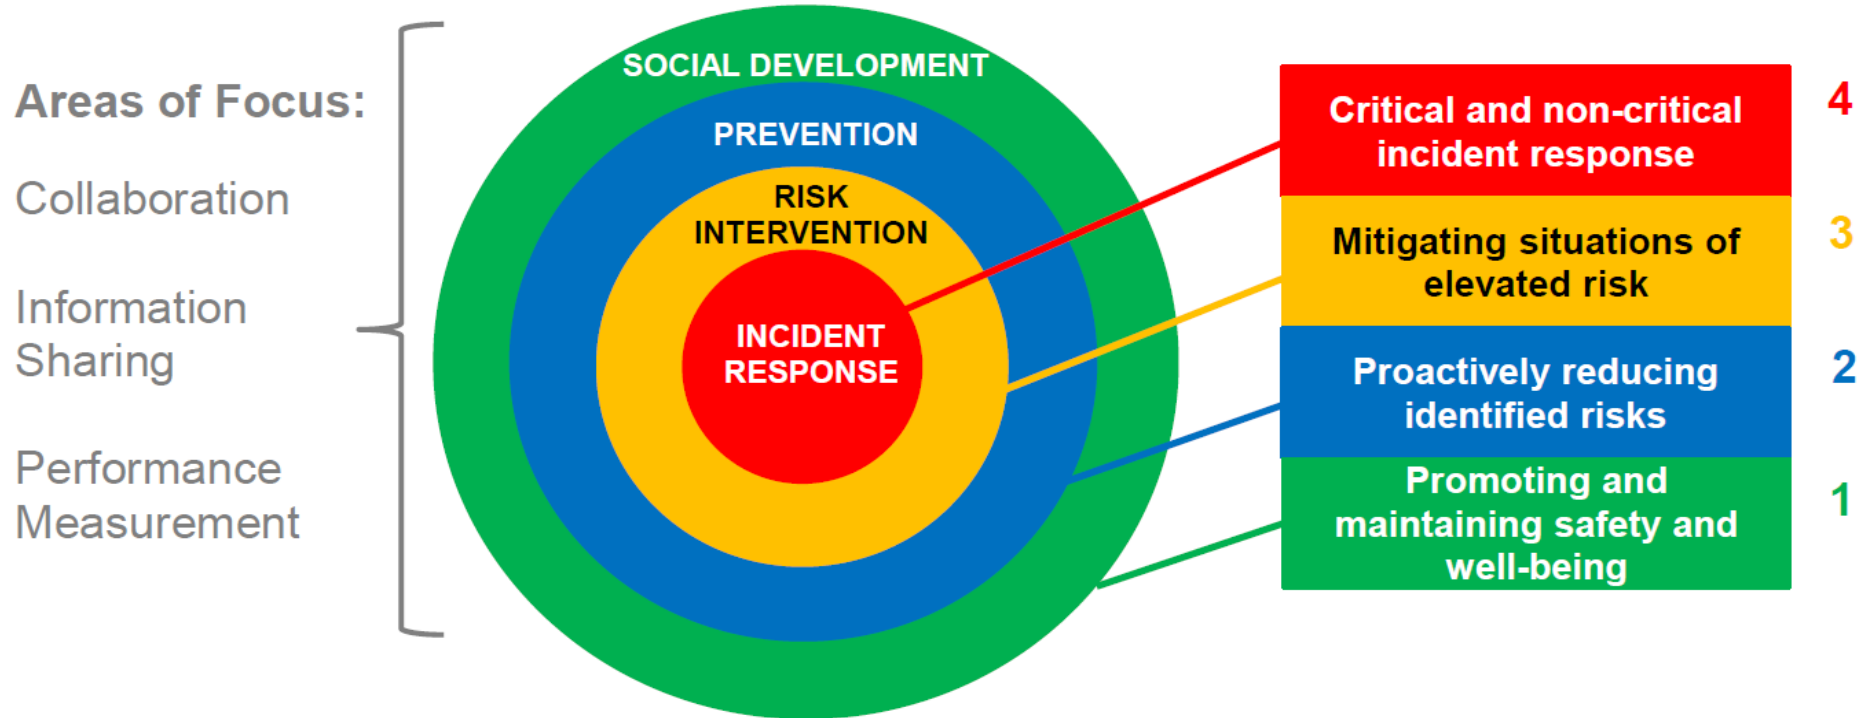 Areas of Focus:
Collaboration
Information
Sharing
Performance
Measurement
SOCIAL DEVELOPMENT
PREVENTION
RISK
INTERVENTION
INCIDENT
RESPONSE
Critical and non-critical
incident response
4
Mitigating situations of
elevated risk
3
Proactively reducing
identified risks
2
Promoting and
maintaining safety and
well-being
1